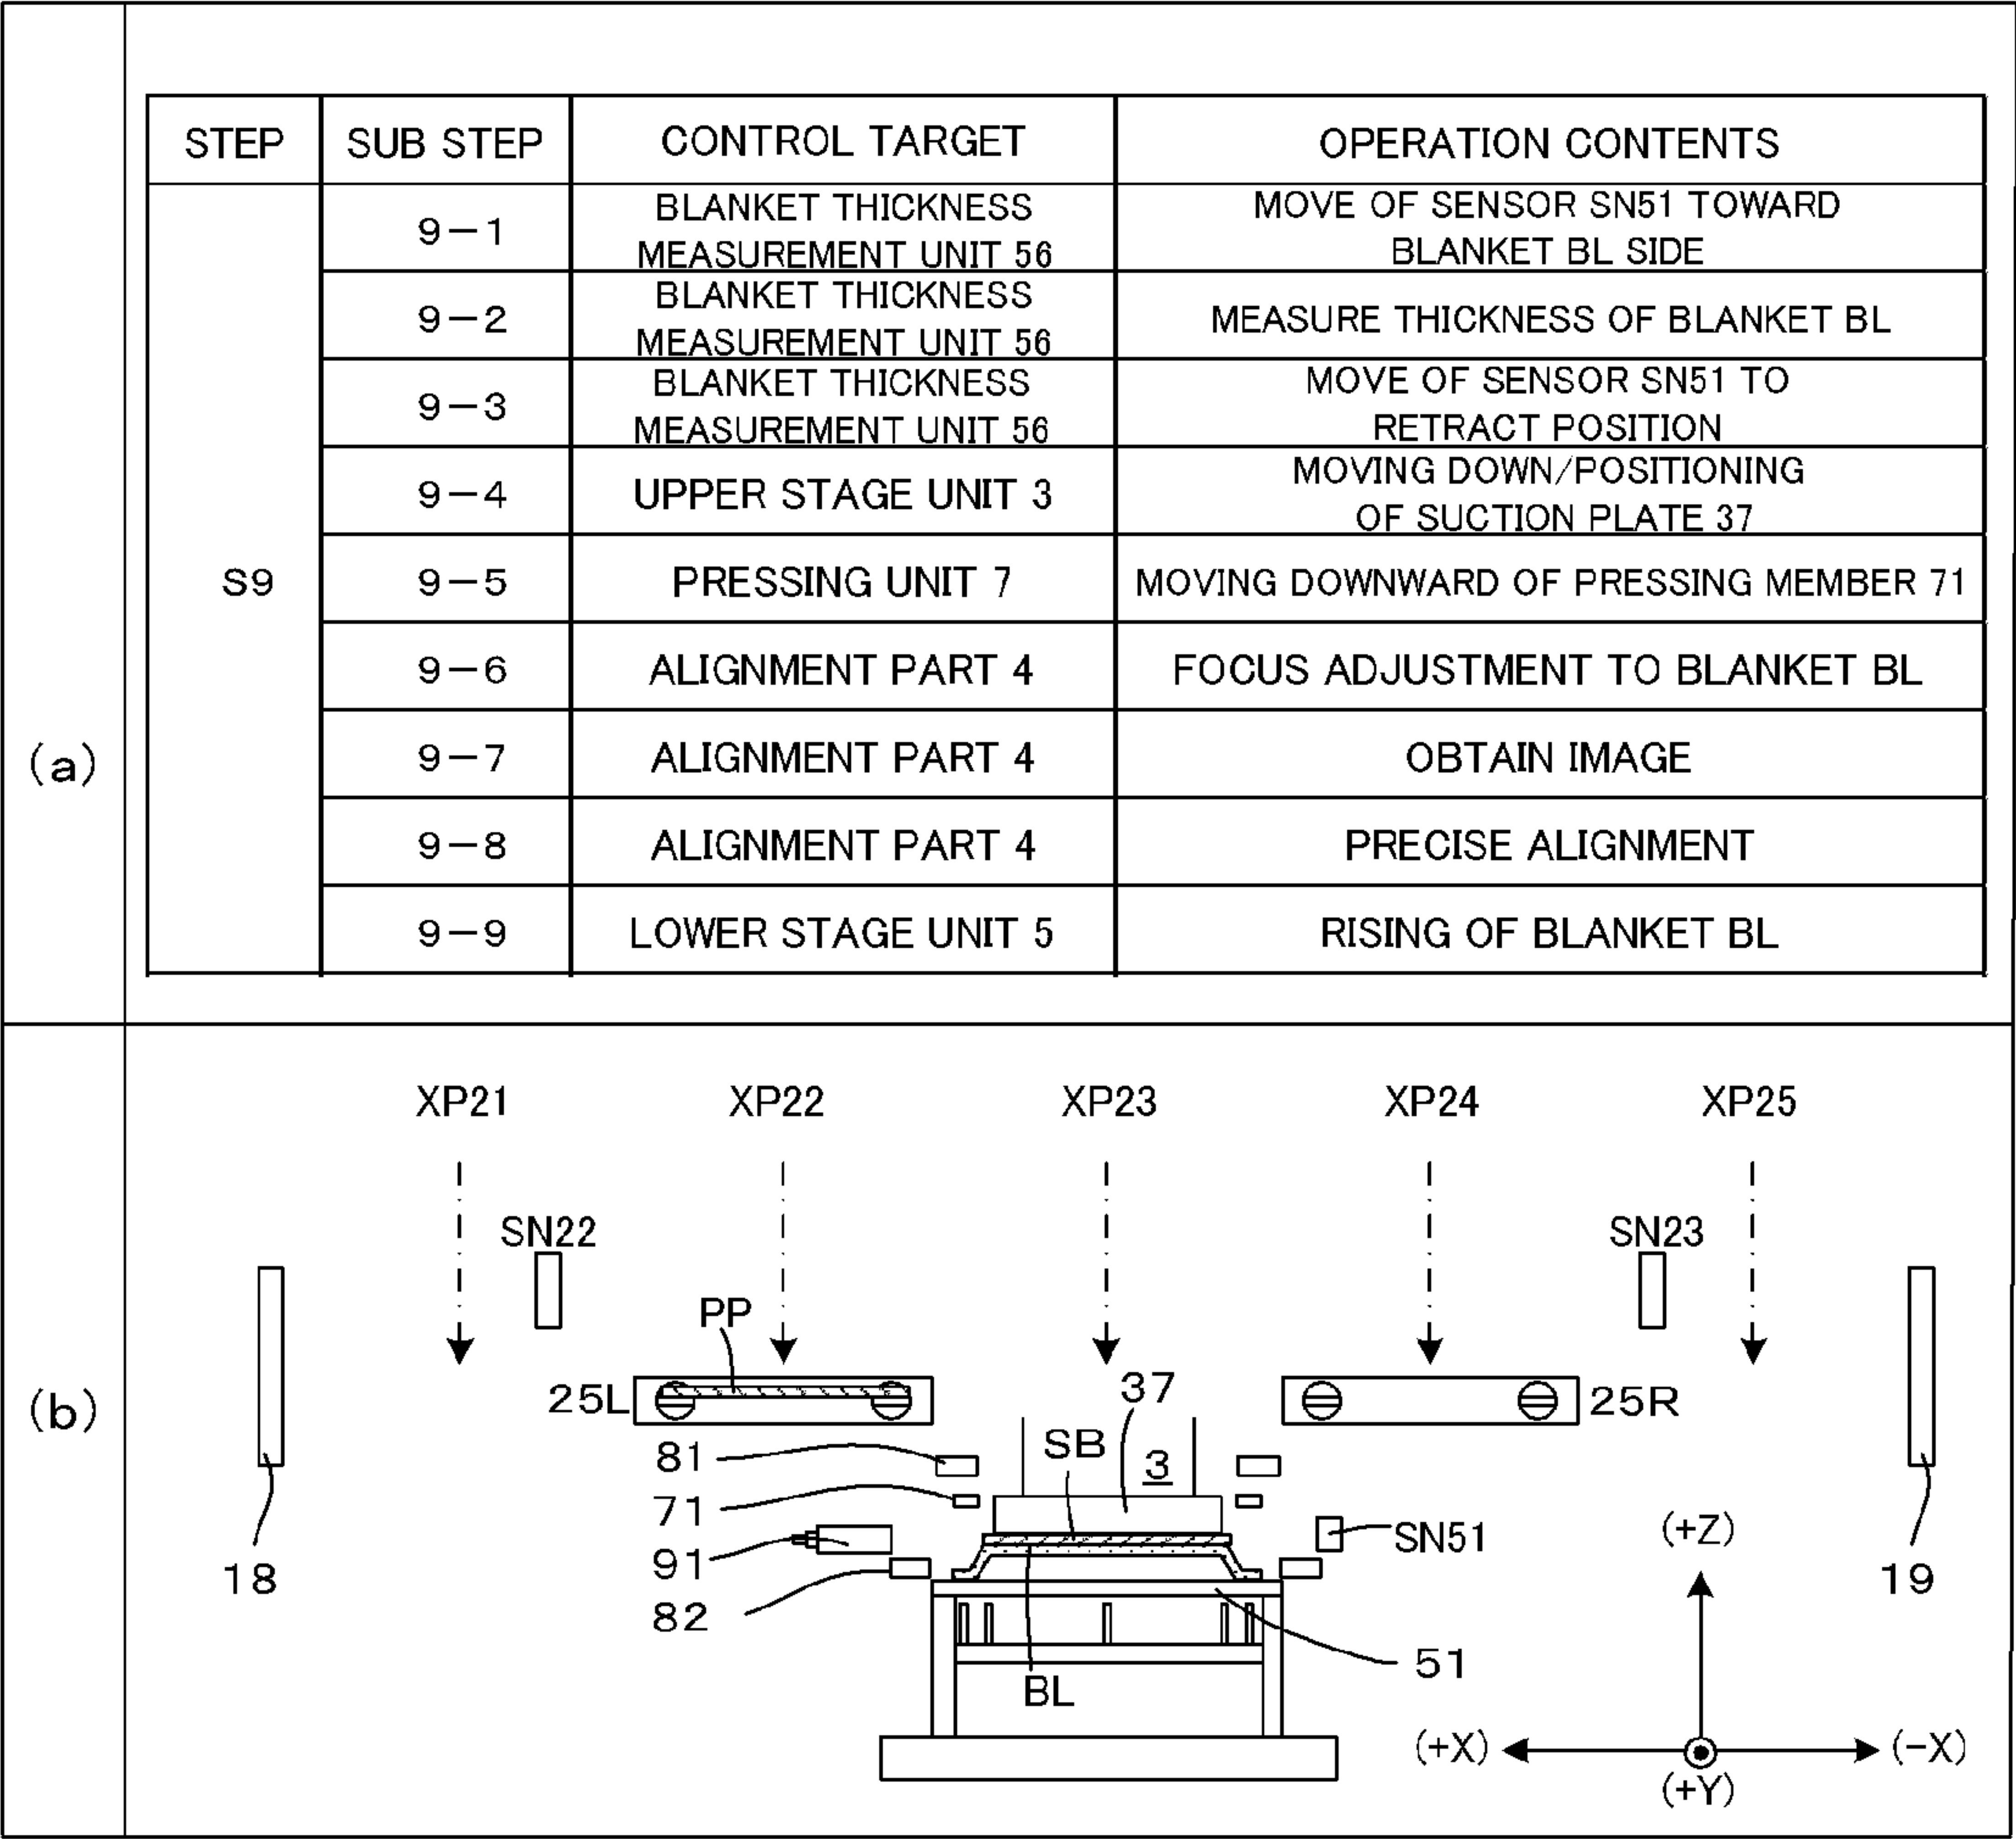 STEP SUB STEP CONTROL TARGET OPERATION CONTENTS
9-1 BLANKET THICKNESS MEASUREMENT UNIT 56 MOVE OF SENSOR SN51 TOWARD BLANKET BL SIDE
9-2 BLANKET THICKNESS MEASUREMENT UNIT 56 MEASURE THICKNESS OF BLANKET BL
9-3 BLANKET THICKNESS MEASUREMENT UNIT 56 MOVE OF SENSOR SN51 TO RETRACT POSITION
9-4 UPPER STAGE UNIT 3 MOVING DOWN/POSITIONING OF SUCTION PLATE 37
S9 9-5 PRESSING UNIT 7 MOVING DOWNWARD OF PRESSING MEMBER 71
9-6 ALIGNMENT PART 4 FOCUS ADJUSTMENT TO BLANKET BL
(a) 9-7 ALIGNMENT PART 4 OBTAIN IMAGE
9-8 ALIGNMENT PART 4 PRECISE ALIGNMENT
9-9 LOWER STAGE UNIT 5 RISING OF BLANKET BL
XP21 XP22 XP23 XP24 XP25
SN22 SN23
PP
37
(b) 25L 25R
SB
81 3
71
SN51
(+Z)
91
18 19
82
51
BL
(+X) (-X)
(+Y)